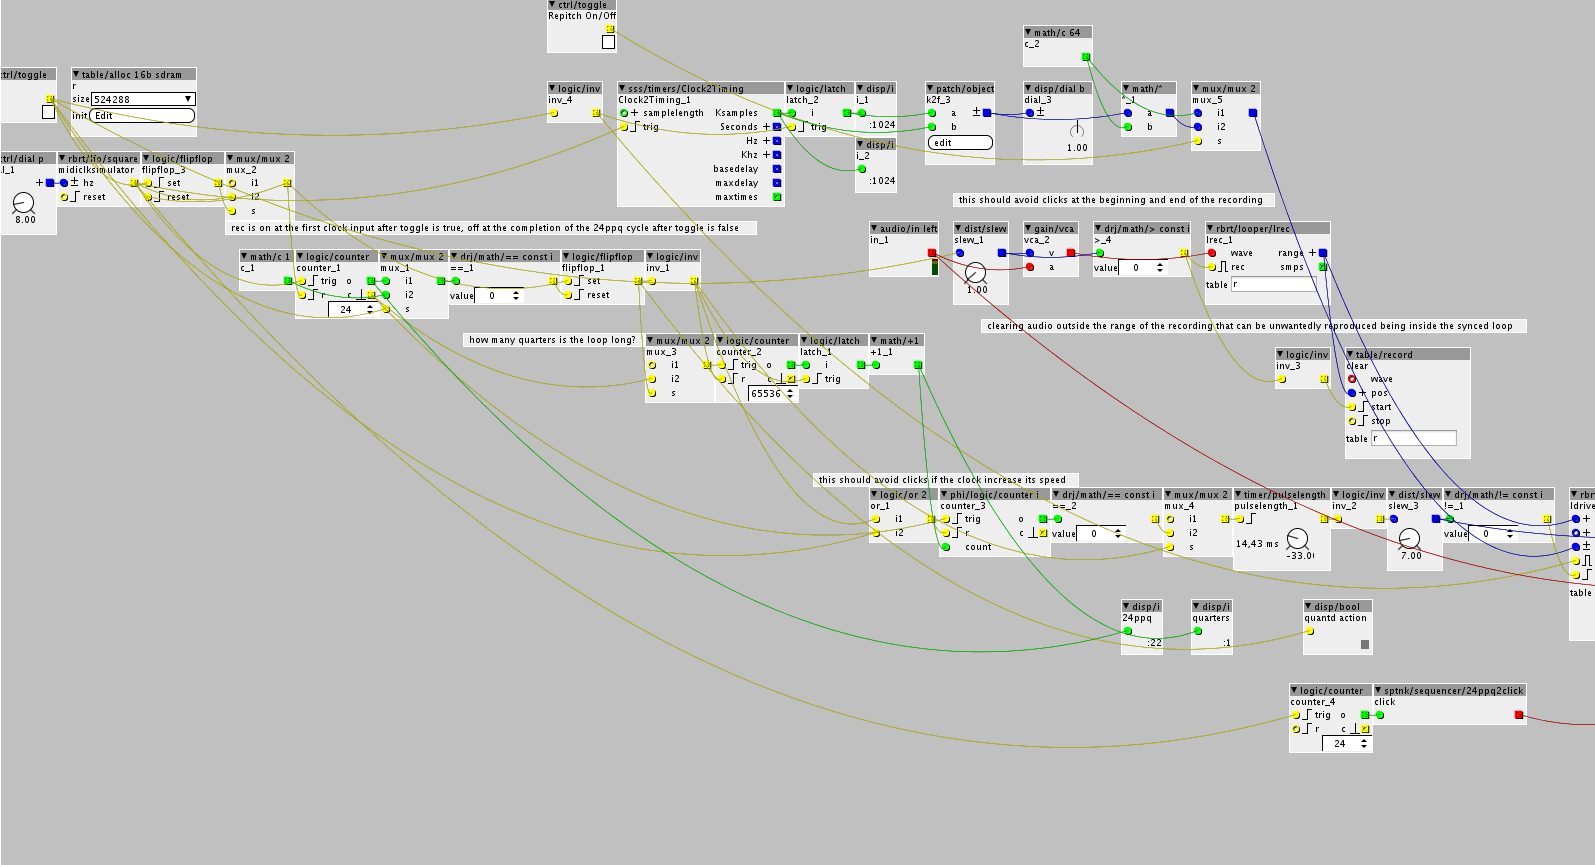 ▼ ctrl/toggle
Repitch On/Off
▼ math/c 64
c_2
ctrl/toggle
▼ table/alloc 16b sdram
r
size 524288 ▼
init Edit
▼ logic/inv
inv_4
▼ sss/timers/Clock2Timing
Clock2Timing_1
+ samplelength Ksamples
trig Seconds +
Hz +
Khz +
basedelay
maxdelay
maxtimes
▼ logic/latch
latch_2
i
trig
▼ disp/i
i_1
:1024
▼ disp/i
i_2
:1024
▼ patch/object
k2f_3
a ±
b
edit
▼ disp/dial b
dial_3
±
1.00
▼ math/*
*_1
a
b
▼ mux/mux 2
mux_5
i1
i2
s
ctrl/dial p
l_1
+
8.00
▼ rbrt/lfo/square
midiclksimulator
± hz
reset
▼ logic/flipflop
flipflop_3
set
reset
▼ mux/mux 2
mux_2
i1
i2
s
this should avoid clicks at the beginning and end of the recording
rec is on at the first clock input after toggle is true, off at the completion of the 24ppq cycle after toggle is false
▼ audio/in left
in_1
▼ dist/slew
slew_1
1.00
▼ gain/vca
vca_2
v
a
▼ drj/math/> const i
>_4
value 0
▼ rbrt/looper/lrec
lrec_1
wave range +
rec smps
table r
▼ math/c 1
c_1
▼ logic/counter
counter_1
trig o
r c
24
▼ mux/mux 2
mux_1
i1
i2
s
▼ drj/math/== const i
==_1
value 0
▼ logic/flipflop
flipflop_1
set
reset
▼ logic/inv
inv_1
clearing audio outside the range of the recording that can be unwantedly reproduced being inside the synced loop
how many quarters is the loop long?
▼ mux/mux 2
mux_3
i1
i2
s
▼ logic/counter
counter_2
trig o
r c
65536
▼ logic/latch
latch_1
i
trig
▼ math/+1
+1_1
▼ logic/inv
inv_3
▼ table/record
clear
wave
+ pos
start
stop
table r
this should avoid clicks if the clock increase its speed
▼ logic/or 2
or_1
i1
i2
▼ phi/logic/counter i
counter_3
trig o
r c
count
▼ drj/math/== const i
==_2
value 0
▼ mux/mux 2
mux_4
i1
i2
s
▼ timer/pulselength
pulselength_1
14,43 ms
▼ logic/inv
inv_2
▼ dist/slew
slew_3
7.00
▼ drj/math/!= const i
!=_1
value 0
▼ rbrt
ldrive
+
+
±
table
▼ disp/i
24ppq
:22
▼ disp/i
quarters
:1
▼ disp/bool
quantd action
▼ logic/counter
counter_4
trig o
r c
24
▼ sptnk/sequencer/24ppq2click
click